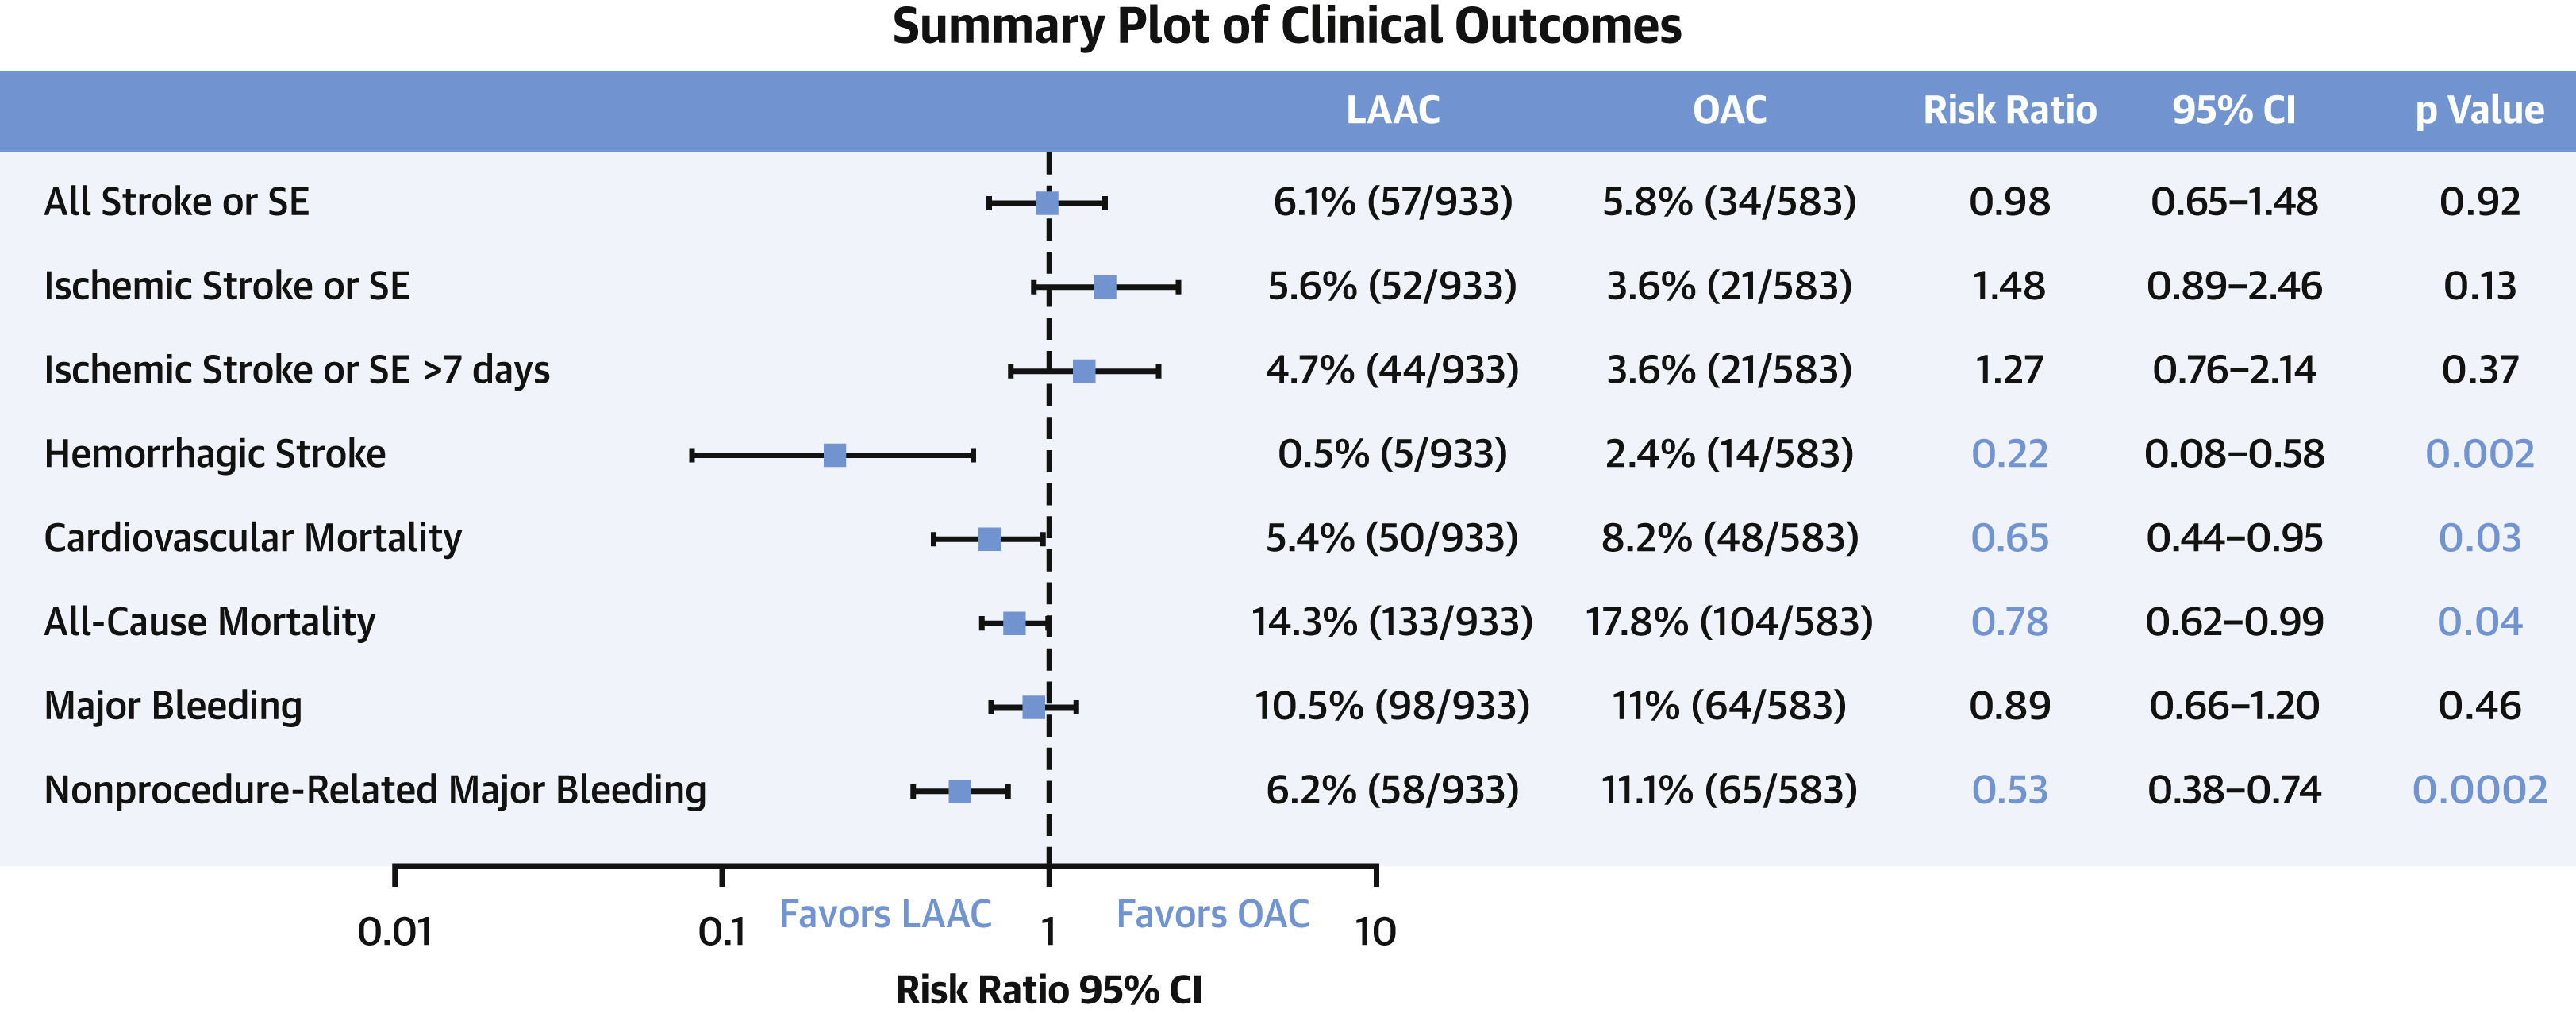 Summary Plot of Clinical Outcomes
LAAC OAC Risk Ratio 95% CI p Value
All Stroke or SE 6.1% (57/933) 5.8% (34/583) 0.98 0.65–1.48 0.92
Ischemic Stroke or SE 5.6% (52/933) 3.6% (21/583) 1.48 0.89–2.46 0.13
Ischemic Stroke or SE >7 days 4.7% (44/933) 3.6% (21/583) 1.27 0.76–2.14 0.37
Hemorrhagic Stroke 0.5% (5/933) 2.4% (14/583) 0.22 0.08–0.58 0.002
Cardiovascular Mortality 5.4% (50/933) 8.2% (48/583) 0.65 0.44–0.95 0.03
All-Cause Mortality 14.3% (133/933) 17.8% (104/583) 0.78 0.62–0.99 0.04
Major Bleeding 10.5% (98/933) 11% (64/583) 0.89 0.66–1.20 0.46
Nonprocedure-Related Major Bleeding 6.2% (58/933) 11.1% (65/583) 0.53 0.38–0.74 0.0002
Favors LAAC Favors OAC
0.01 0.1 1 10
Risk Ratio 95% CI